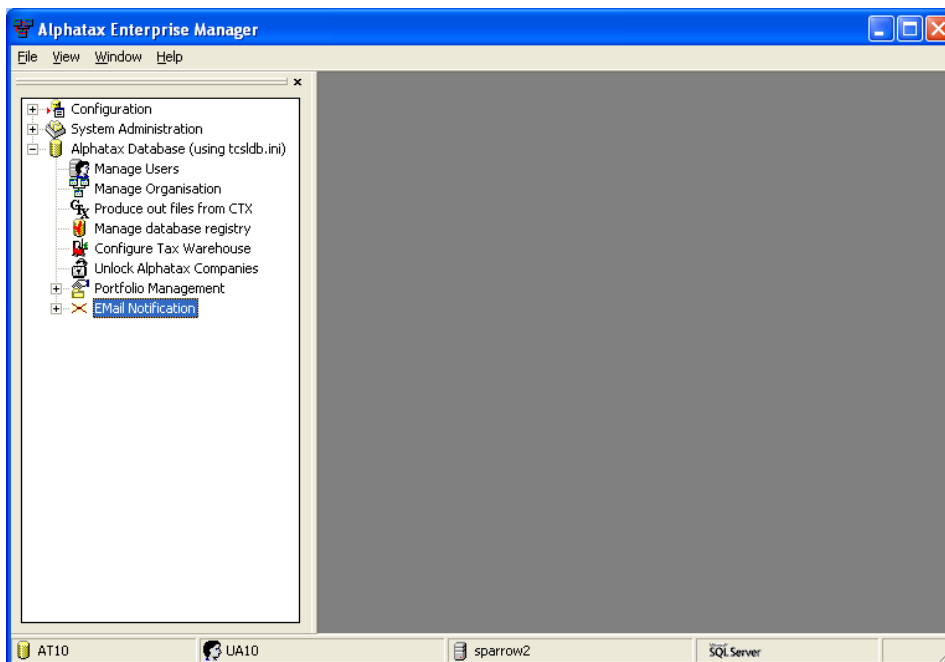 Alphatax Enterprise Manager
File View Window Help
Configuration
System Administration
Alphatax Database (using tcsldb.ini)
Manage Users
Manage Organisation
Produce out files from CTX
Manage database registry
Configure Tax Warehouse
Unlock Alphatax Companies
Portfolio Management
EMail Notification
AT10 UA10 sparrow2 Microsoft SQL Server